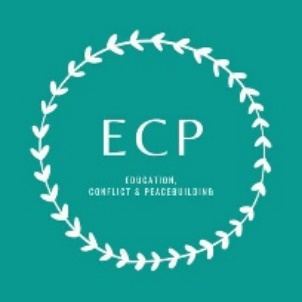 ECP
EDUCATION,
CONFLICT & PEACEBUILDING